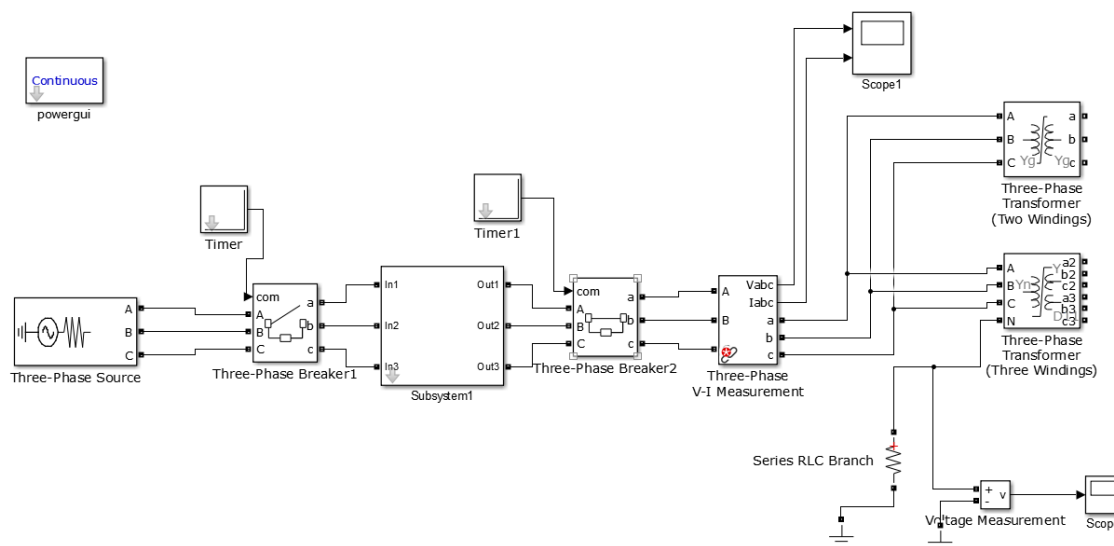 Continuous
powergui
Scope1
A
B
C
a
b
c
Yg
Yg
Three-Phase
Transformer
(Two Windings)
Timer
Timer1
A
B
C
Three-Phase Source
com
A
B
C
a
b
c
Three-Phase Breaker1
In1
In2
In3
Out1
Out2
Out3
Subsystem1
com
A
B
C
a
b
c
Three-Phase Breaker2
A
B
Vabc
Iabc
a
b
c
Three-Phase
V-I Measurement
A
B
C
N
Yn
Y
a2
b2
c2
a3
b3
c3
Three-Phase
Transformer
(Three Windings)
Series RLC Branch
+
-
v
Voltage Measurement
Scop